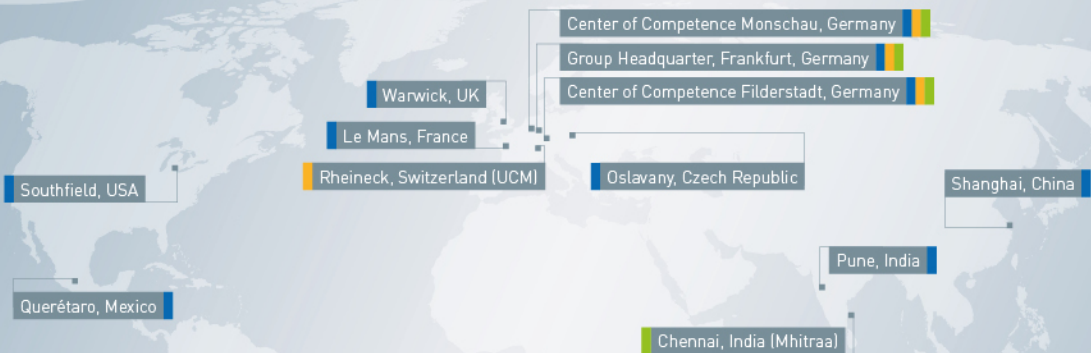 Center of Competence Monschau, Germany
Group Headquarter, Frankfurt, Germany
Warwick, UK
Center of Competence Filderstadt, Germany
Le Mans, France
Rheineck, Switzerland (UCM)
Oslavany, Czech Republic
Southfield, USA
Shanghai, China
Pune, India
Querétaro, Mexico
Chennai, India (Mhitraa)